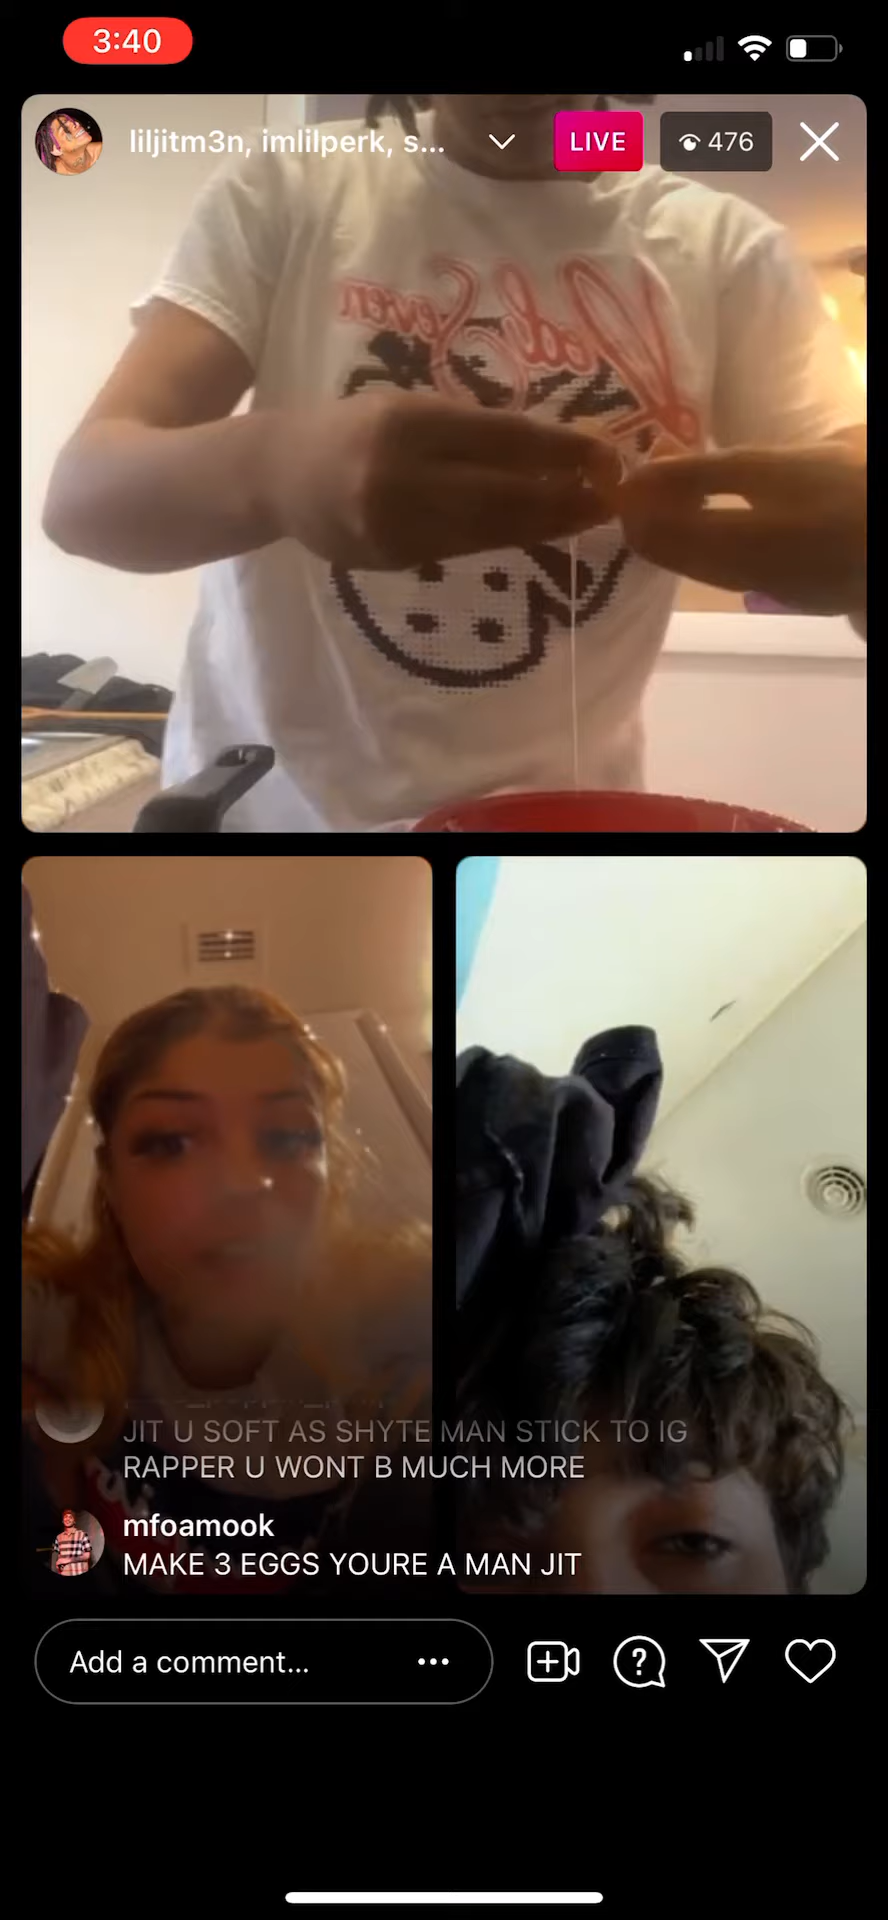 3:40
liljitm3n, imlilperk, s...
LIVE
476
JIT U SOFT AS SHYTE MAN STICK TO IG
RAPPER U WONT B MUCH MORE
mfoamook
MAKE 3 EGGS YOURE A MAN JIT
Add a comment...